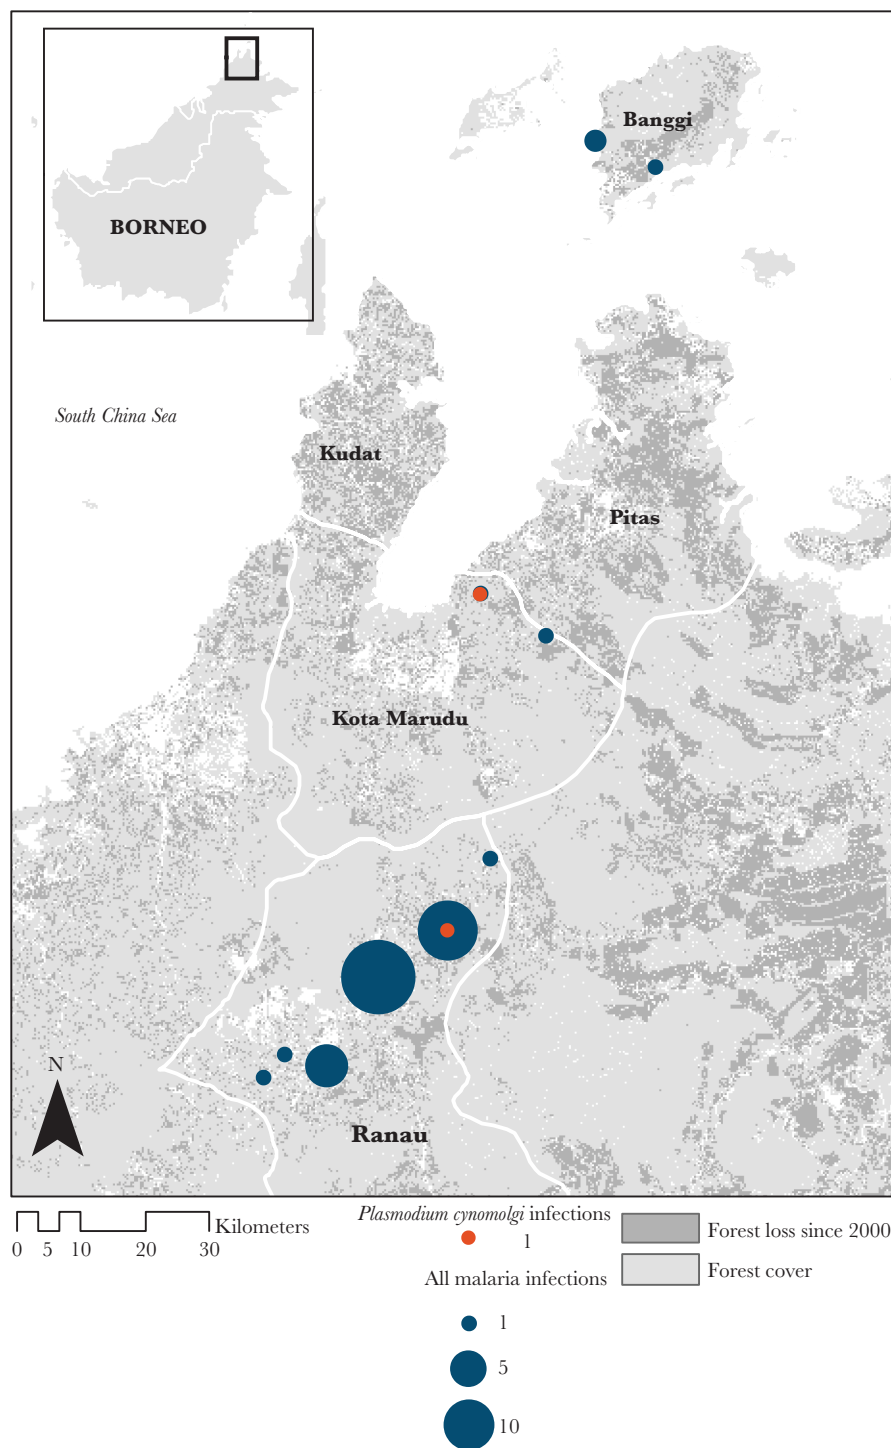 Banggi
BORNEO
South China Sea
Kudat
Pitas
Kota Marudu
N
Ranau
Kilometers
0 5 10 20 30
Plasmodium cynomolgi infections
1
All malaria infections
1
5
10
Forest loss since 2000
Forest cover